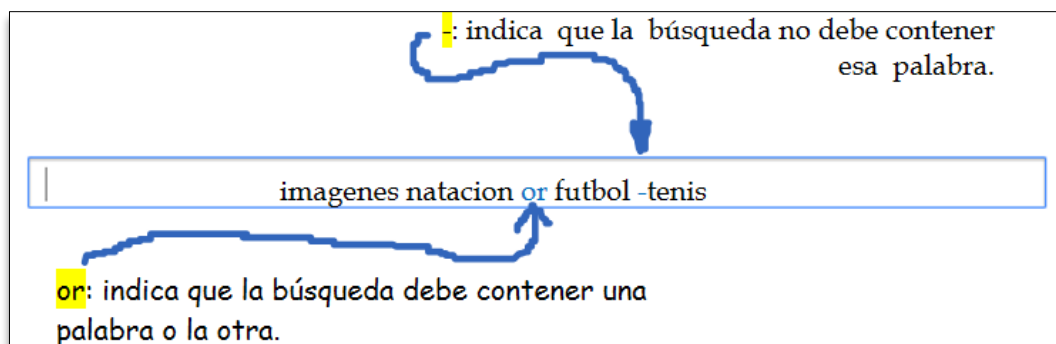 -: indica que la búsqueda no debe contener
esa palabra.
imagenes natacion or futbol -tenis
or: indica que la búsqueda debe contener una
palabra o la otra.